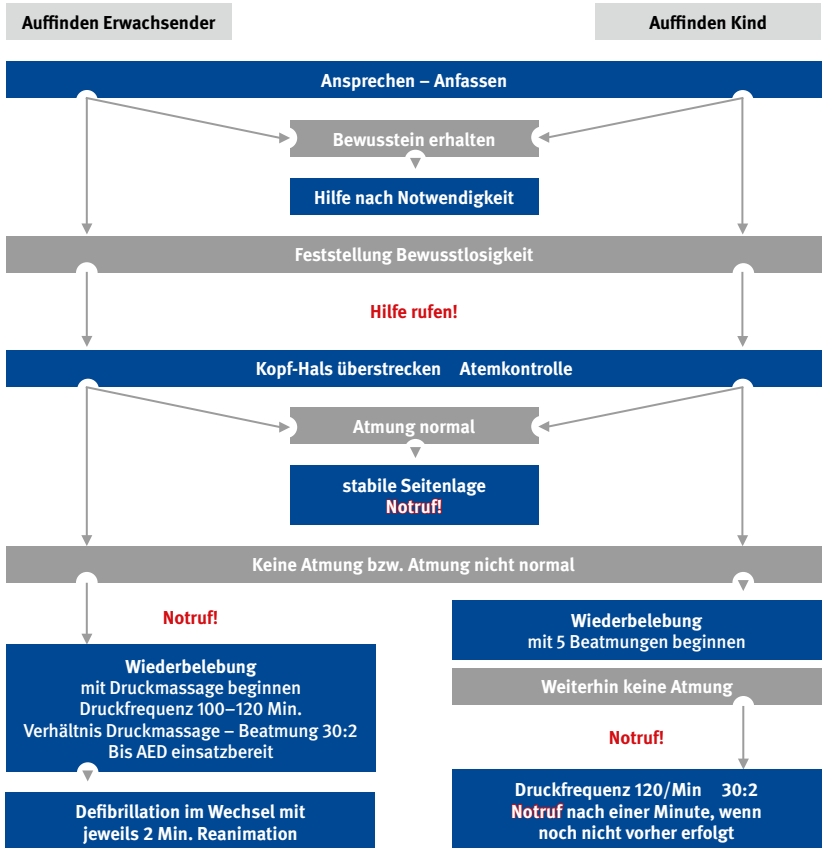 Auffinden Erwachsender
Auffinden Kind
Ansprechen – Anfassen
Bewusstein erhalten
Hilfe nach Notwendigkeit
Feststellung Bewusstlosigkeit
Hilfe rufen!
Kopf-Hals überstrecken Atemkontrolle
Atmung normal
stabile Seitenlage
Notruf!
Keine Atmung bzw. Atmung nicht normal
Notruf!
Wiederbelebung
mit Druckmassage beginnen
Druckfrequenz 100–120 Min.
Verhältnis Druckmassage – Beatmung 30:2
Bis AED einsatzbereit
Defibrillation im Wechsel mit
jeweils 2 Min. Reanimation
Wiederbelebung
mit 5 Beatmungen beginnen
Weiterhin keine Atmung
Notruf!
Druckfrequenz 120/Min 30:2
Notruf nach einer Minute, wenn
noch nicht vorher erfolgt